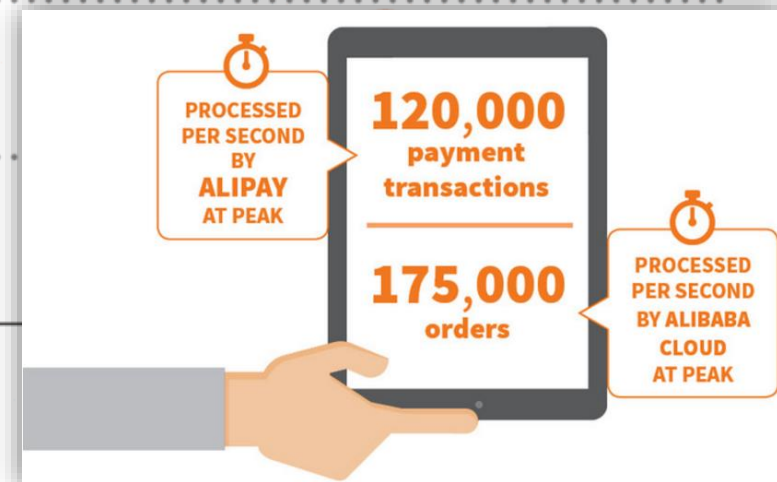 PROCESSED
PER SECOND
BY
ALIPAY
AT PEAK
120,000
payment
transactions
175,000
orders
PROCESSED
PER SECOND
BY ALIBABA
CLOUD
AT PEAK